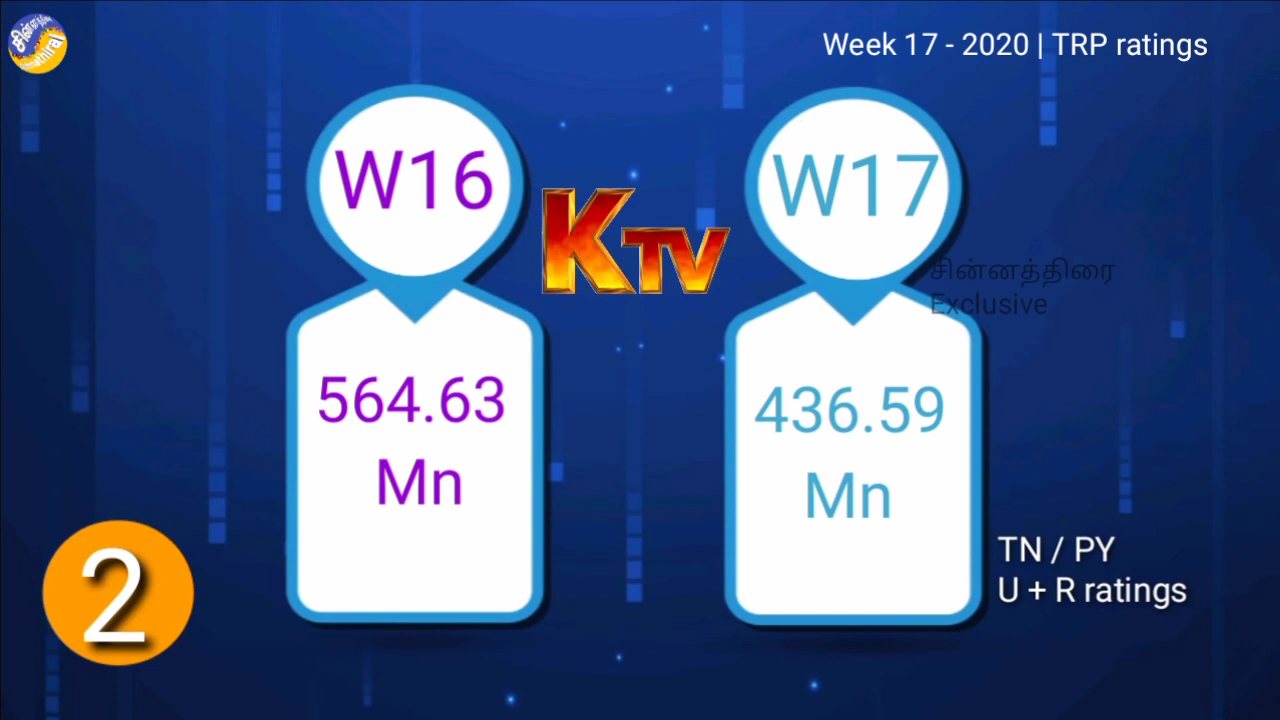 Week 17 - 2020 | TRP ratings
W16
KTV
W17
சின்னத்திரை
Exclusive
564.63
Mn
436.59
Mn
2
TN / PY
U + R ratings